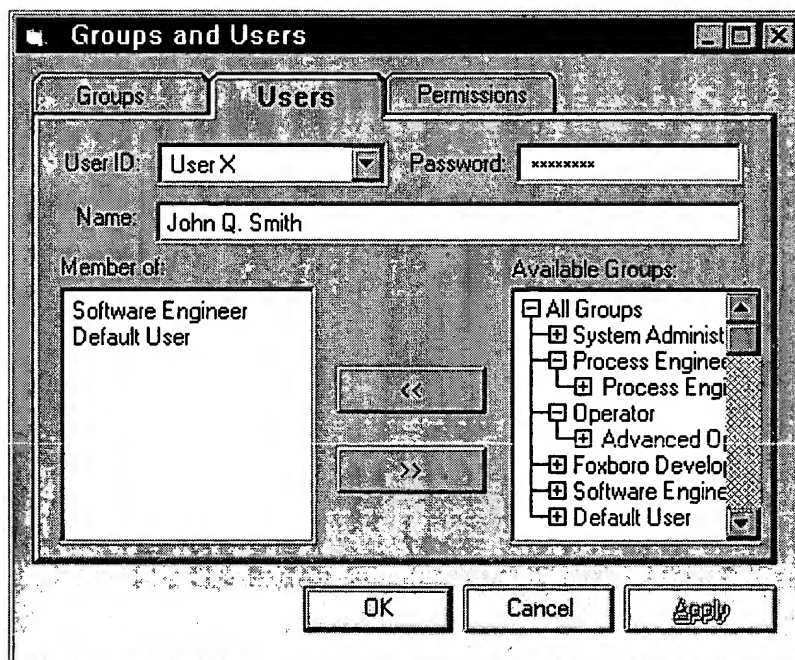 Groups and Users
Groups Users Permissions
User ID: User X Password: xxxxxxxx
Name: John Q. Smith
Member of: Available Groups:
Software Engineer
Default User
All Groups
System Administ
Process Enginee
Process Engi
Operator
Advanced Op
Foxboro Develop
Software Engine
Default User
<<
>>
OK Cancel Apply